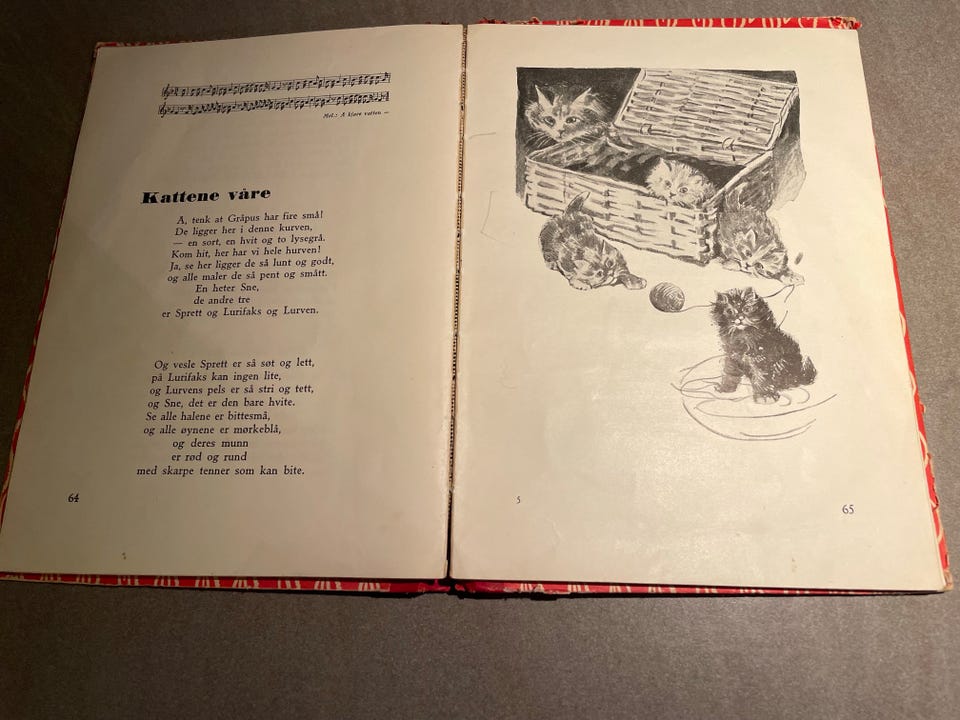 Mel.: Å kjøre vatten —
Kattene våre
Å, tenk at Gråpus har fire små!
De ligger her i denne kurven,
— en sort, en hvit og to lysegrå.
Kom hit, her har vi hele hurven!
Ja, se her ligger de så lunt og godt,
og alle maler de så pent og smått.
En heter Sne,
de andre tre
er Sprett og Lurifaks og Lurven.
Og vesle Sprett er så søt og lett,
på Lurifaks kan ingen lite,
og Lurvens pels er så stri og tett,
og Sne, det er den bare hvite.
Se alle halene er bittesmå,
og alle øynene er mørkeblå,
og deres munn
er rød og rund
med skarpe tenner som kan bite.
64
5
65